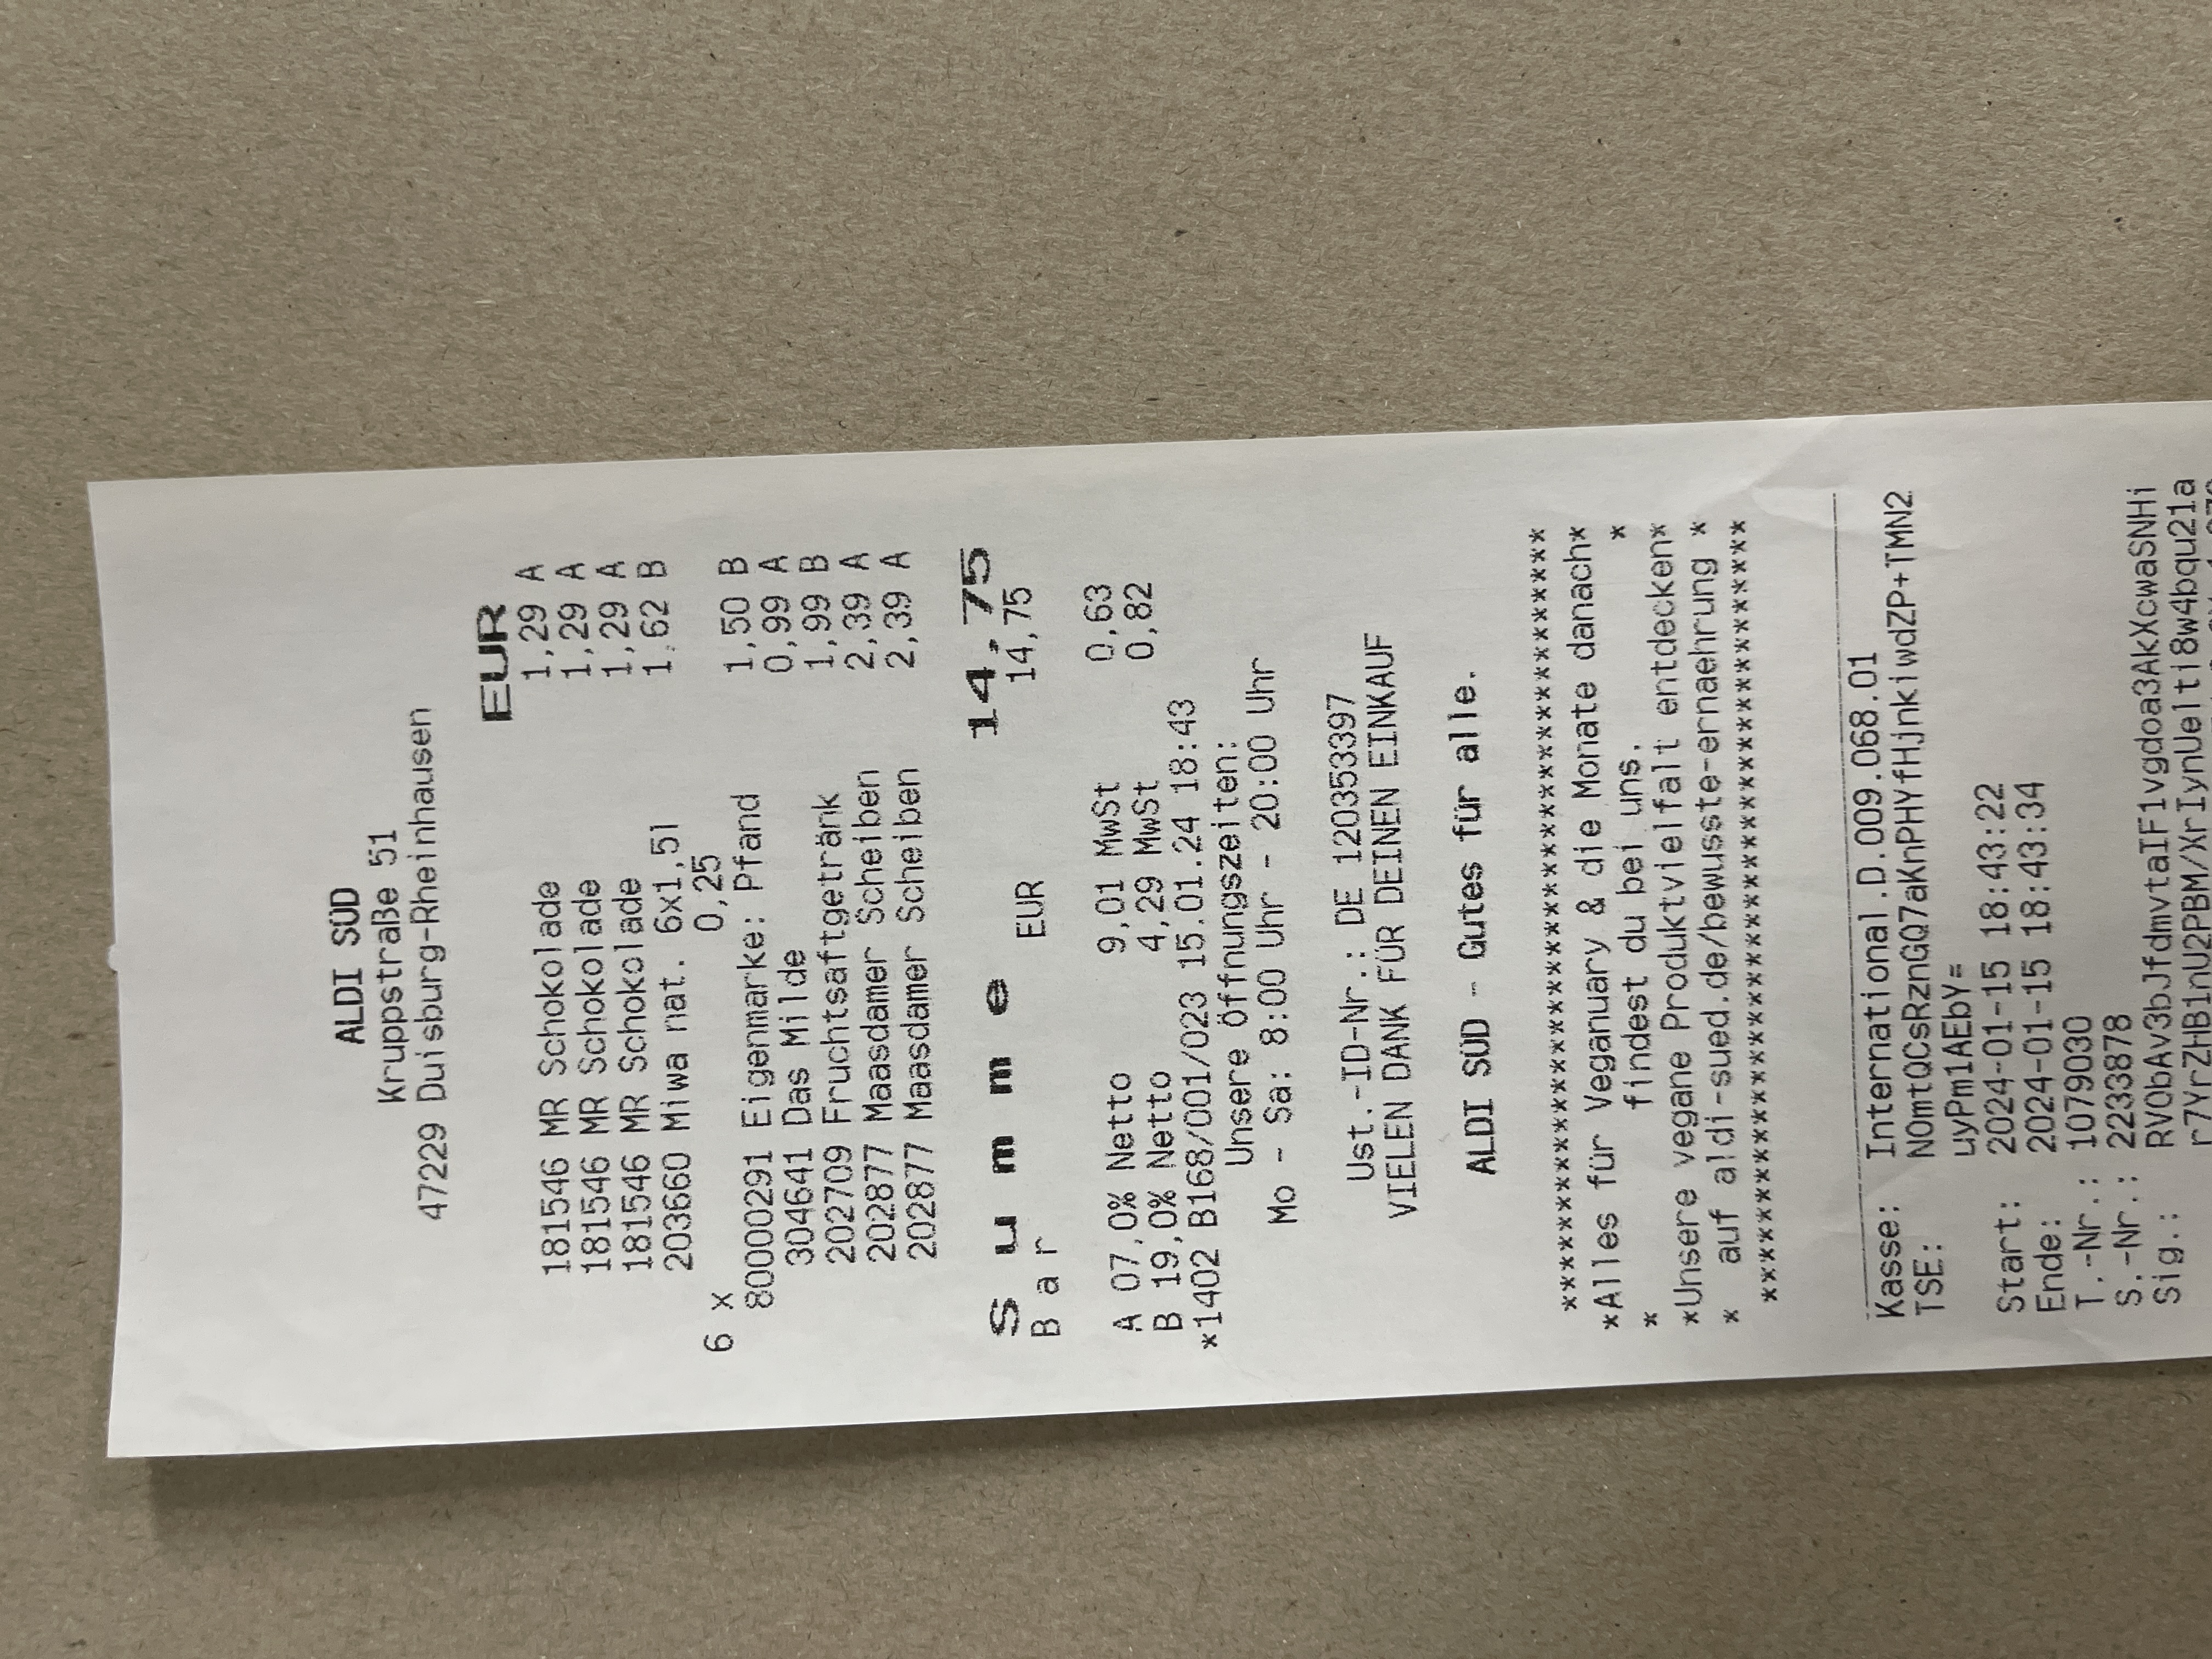 ALDI SÜD
Kruppstraße 51
47229 Duisburg-Rheinhausen
EUR
181546 MR Schokolade 1,29 A
181546 MR Schokolade 1,29 A
181546 MR Schokolade 1,29 A
203660 Miwa nat. 6x1,5l 1,62 B
6 x 0,25
80000291 Eigenmarke: Pfand 1,50 B
304641 Das Milde 0,99 A
202709 Fruchtsaftgetränk 1,99 B
202877 Maasdamer Scheiben 2,39 A
202877 Maasdamer Scheiben 2,39 A
Summe 14,75
Bar EUR 14,75
A 07,0% Netto 9,01 MwSt 0,63
B 19,0% Netto 4,29 MwSt 0,82
*1402 B168/001/023 15.01.24 18:43
Unsere Öffnungszeiten:
Mo - Sa: 8:00 Uhr - 20:00 Uhr
Ust.-ID-Nr.: DE 120353397
VIELEN DANK FÜR DEINEN EINKAUF
ALDI SÜD - Gutes für alle.
****************************************
*Alles für Veganuary & die Monate danach*
* findest du bei uns. *
*Unsere vegane Produktvielfalt entdecken*
* auf aldi-sued.de/bewusste-ernaehrung *
****************************************
Kasse: International.D.009.068.01
TSE: NOmtQCsRznGQ7aKnPHYfHjnkiwdZP+TMN2
uyPm1AEbY=
Start: 2024-01-15 18:43:22
Ende: 2024-01-15 18:43:34
T.-Nr.: 1079030
S.-Nr.: 2233878
Sig.: RVObAv3bJfdmvtaIF1vgdoa3AkXcwaSNHi
r7YrZHB1nU2PBM/XrIynUelti8w4bqu21a